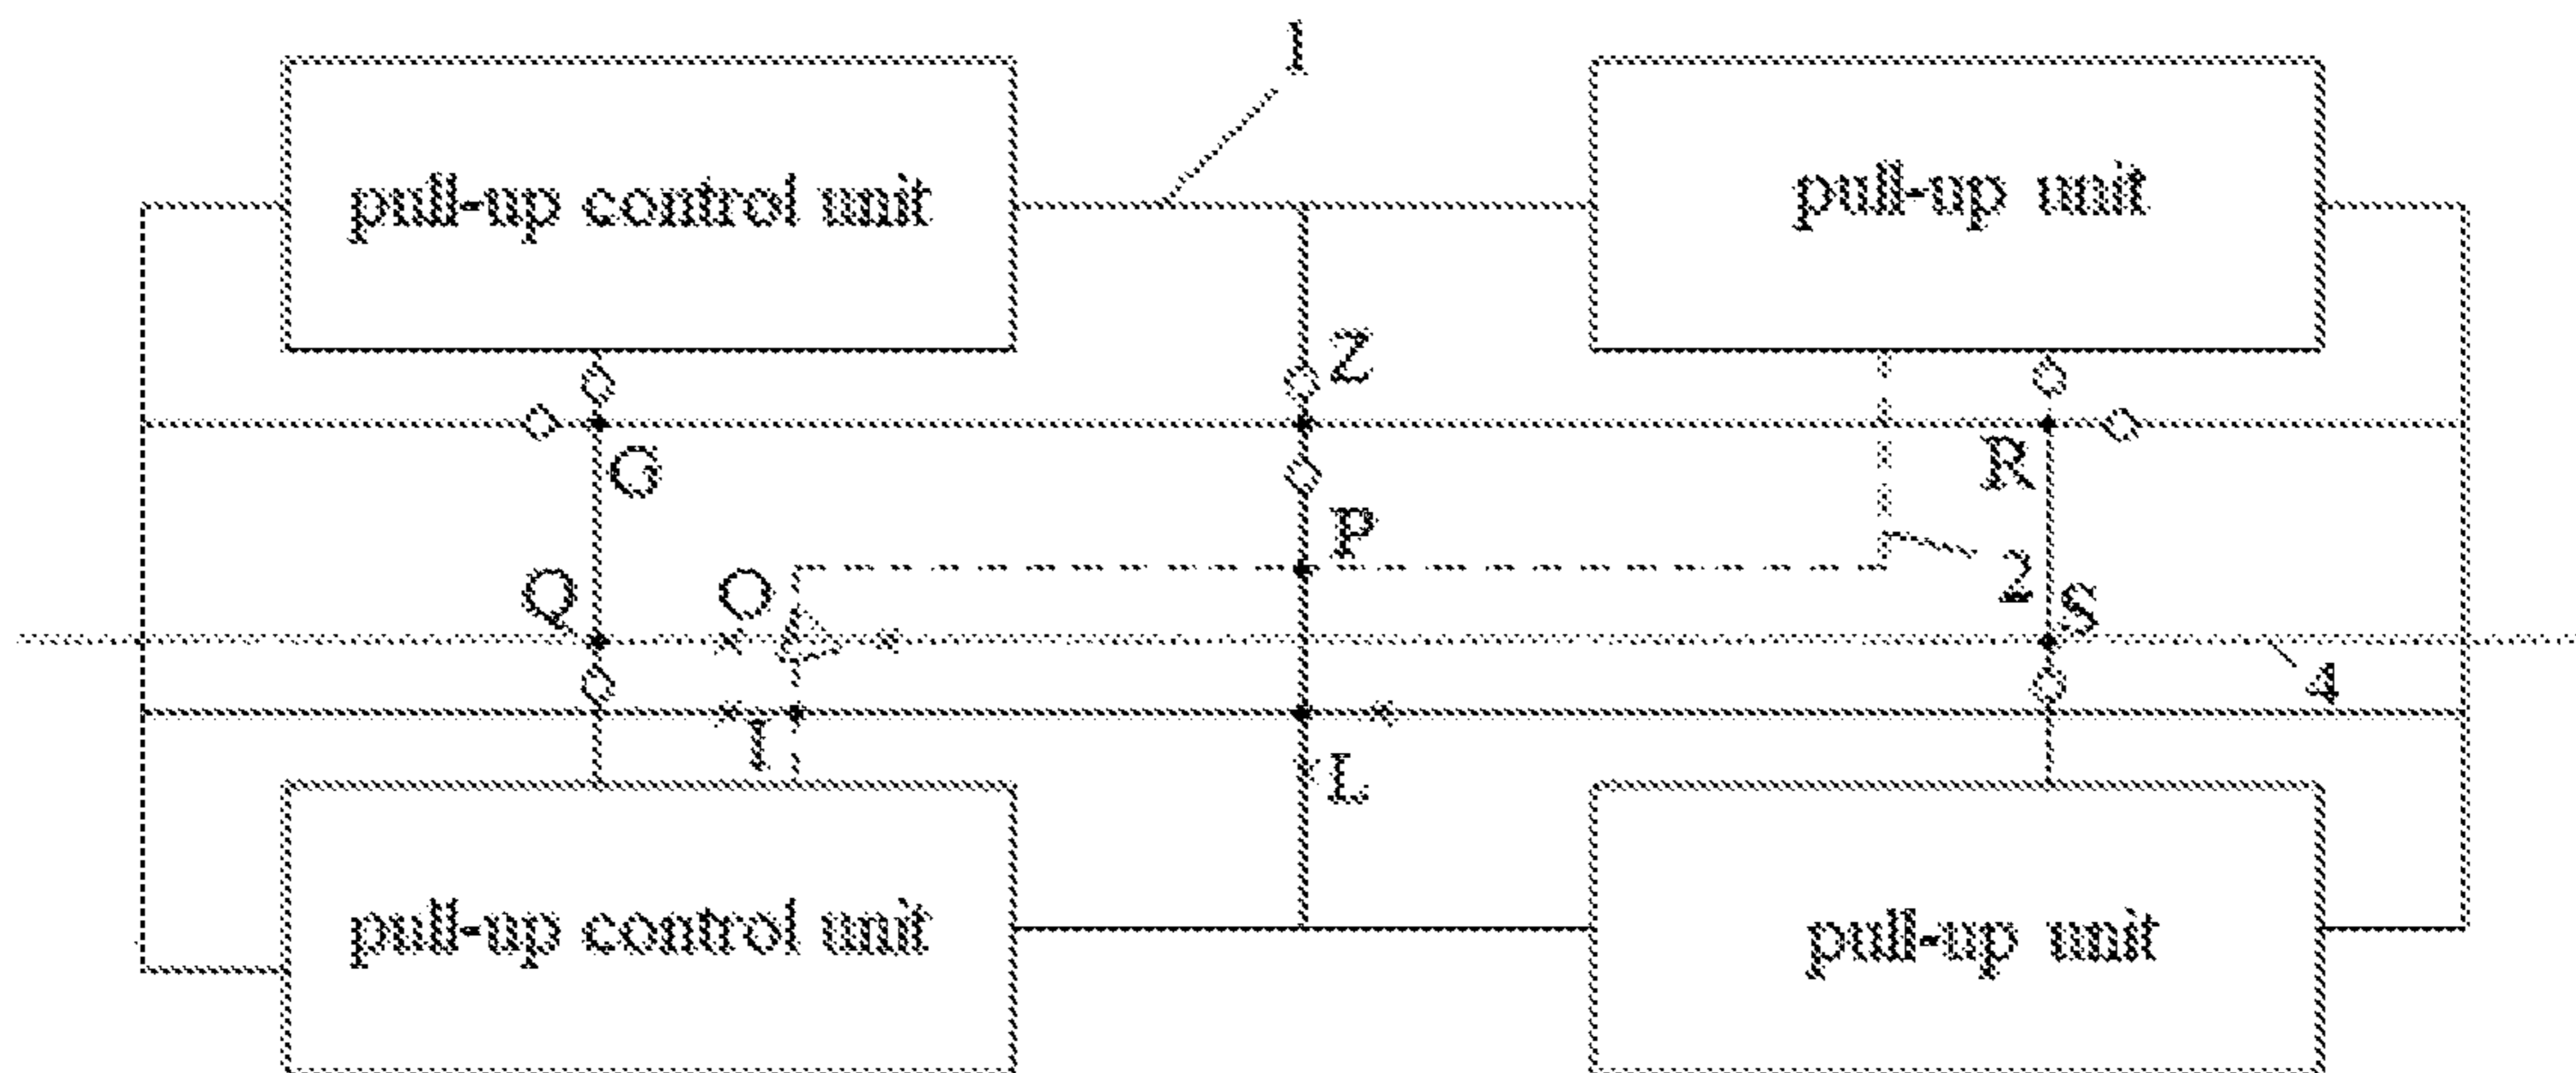 1
pull-up control unit
pull-up unit
Z
G
R
P
Q
O
2
S
4
T
L
pull-up control unit
pull-up unit